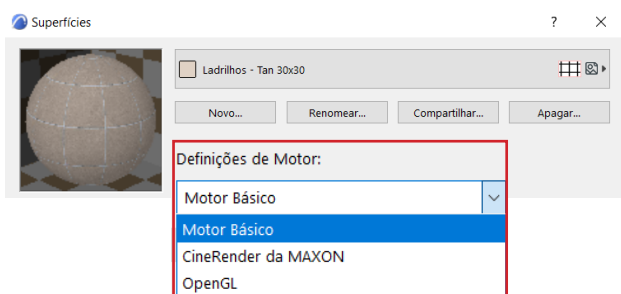 Superfícies
? ×
Ladrilhos - Tan 30x30
Novo... Renomear... Compartilhar... Apagar...
Definições de Motor:
Motor Básico
Motor Básico
CineRender da MAXON
OpenGL